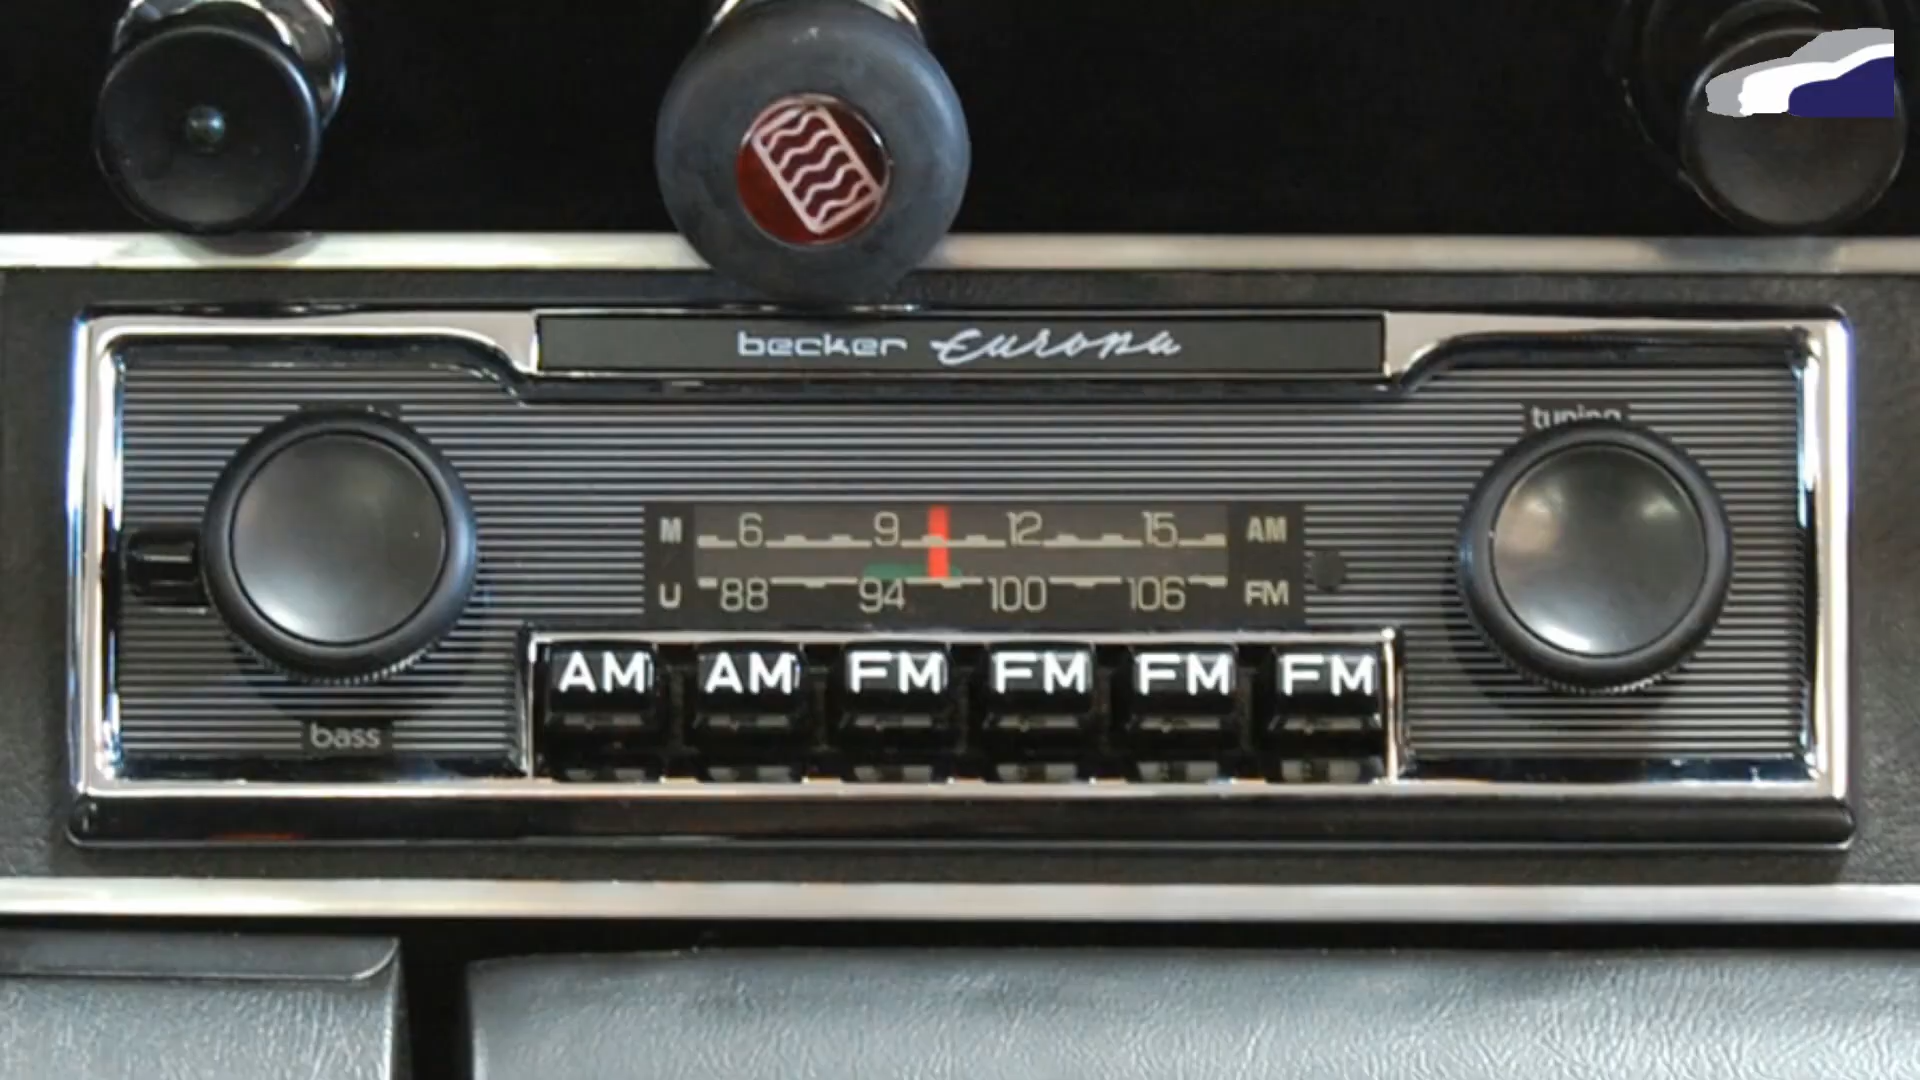 becker Europa
tuning
M 6 9 12 15 AM
U 88 94 100 106 FM
AM AM FM FM FM FM
bass